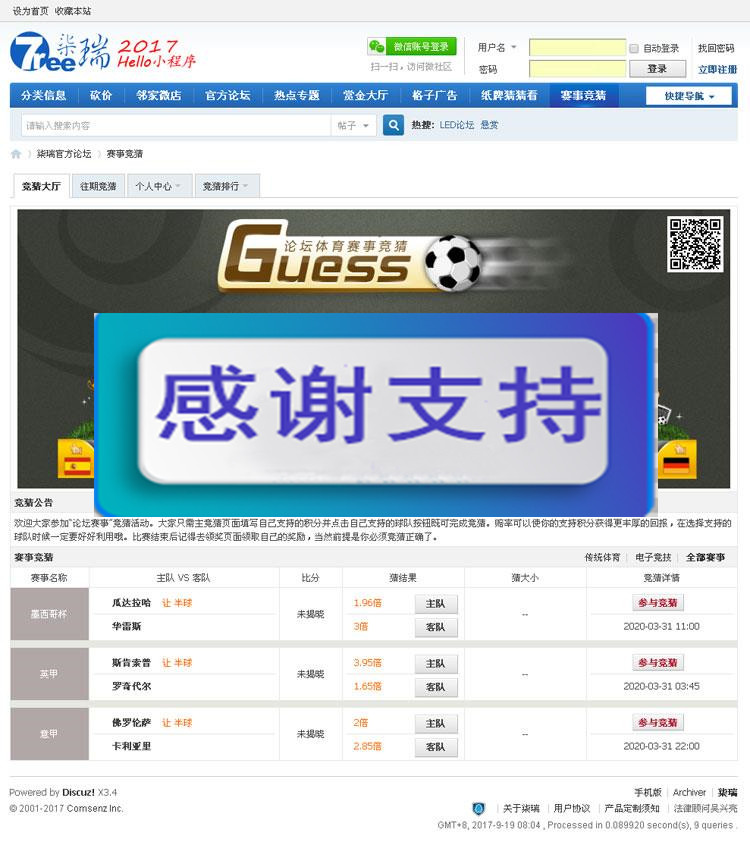 设为首页 收藏本站
7ree 柒瑞 2017 Hello小程序
微信账号登录
扫一扫，访问微社区
用户名 自动登录 找回密码
密码 登录 立即注册
分类信息 砍价 邻家微店 官方论坛 热点专题 赏金大厅 格子广告 纸牌猜猜看 赛事竞猜 快捷导航
请输入搜索内容 帖子 热搜: LED论坛 悬赏
柒瑞官方论坛 赛事竞猜
竞猜大厅 往期竞猜 个人中心 竞猜排行
论坛体育赛事竞猜
Guess
感谢支持
竞猜公告
欢迎大家参加"论坛赛事"竞猜活动。大家只需主竞猜页面填写自己支持的积分并点击自己支持的球队按钮既可完成竞猜。赔率可以使你的支持积分获得更丰厚的回报，在选择支持的
球队时候一定要好好利用哦。比赛结束后记得去领奖页面领取自己的奖励，当然前提是你必须竞猜正确了。
赛事竞猜 传统体育 电子竞技 全部赛事
赛事名称 主队 VS 客队 比分 猜结果 猜大小 竞猜详情
墨西哥杯 瓜达拉哈 让 半球 未揭晓 1.96倍 主队 -- 参与竞猜
华雷斯 3倍 客队 2020-03-31 11:00
英甲 斯肯索普 让 半球 未揭晓 3.95倍 主队 -- 参与竞猜
罗奇代尔 1.65倍 客队 2020-03-31 03:45
意甲 佛罗伦萨 让 半球 未揭晓 2倍 主队 -- 参与竞猜
卡利亚里 2.85倍 客队 2020-03-31 22:00
Powered by Discuz! X3.4 手机版 Archiver 柒瑞
© 2001-2017 Comsenz Inc. 关于柒瑞 用户协议 产品定制须知 法律顾问吴兴亮
GMT+8, 2017-9-19 08:04 , Processed in 0.089920 second(s), 9 queries .